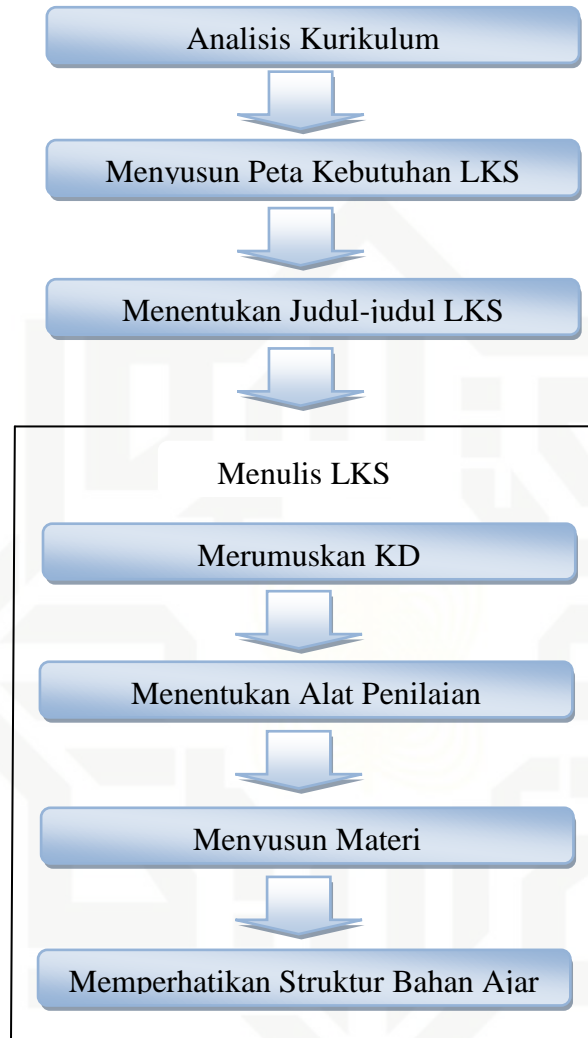 Analisis Kurikulum
Menyusun Peta Kebutuhan LKS
Menentukan Judul-judul LKS
Menulis LKS
Merumuskan KD
Menentukan Alat Penilaian
Menyusun Materi
Memperhatikan Struktur Bahan Ajar